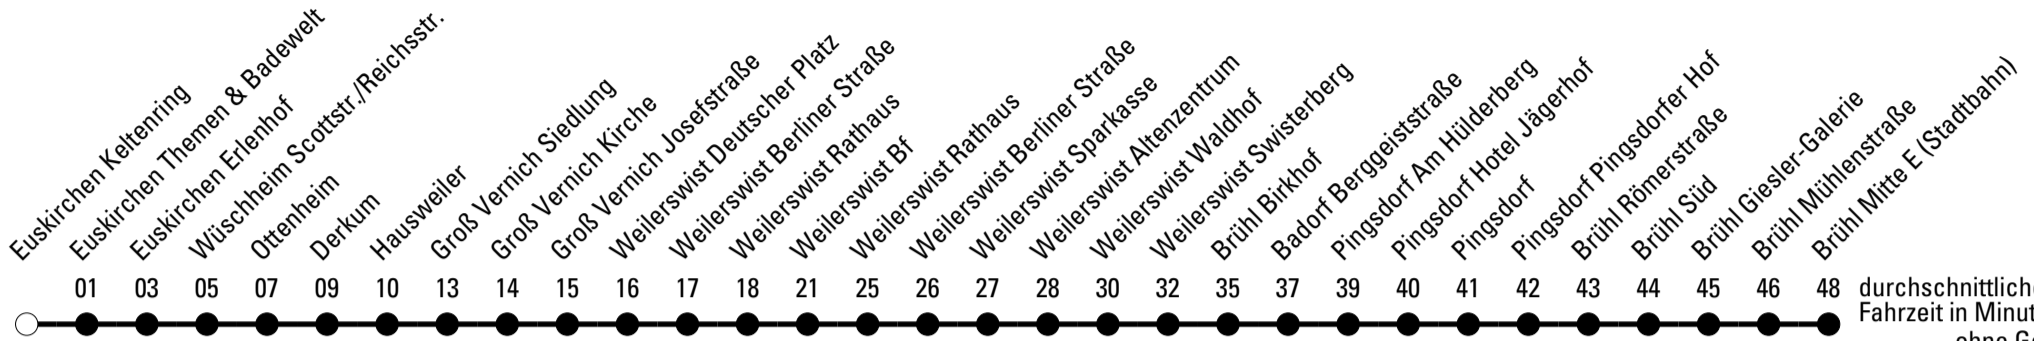 Euskirchen Keltenring
Euskirchen Themen & Badewelt
Euskirchen Erlenhof
Wüschheim Scottstr./Reichsstr.
Ottenheim
Derkum
Hausweiler
Groß Vernich Siedlung
Groß Vernich Kirche
Groß Vernich Josefstraße
Weilerswist Deutscher Platz
Weilerswist Berliner Straße
Weilerswist Rathaus
Weilerswist Bf
Weilerswist Rathaus
Weilerswist Berliner Straße
Weilerswist Sparkasse
Weilerswist Altenzentrum
Weilerswist Waldhof
Weilerswist Swisterberg
Brühl Birkhof
Badorf Berggeiststraße
Pingsdorf Am Hülderberg
Pingsdorf Hotel Jägerhof
Pingsdorf
Pingsdorf Pingsdorfer Hof
Brühl Römerstraße
Brühl Süd
Brühl Giesler-Galerie
Brühl Mühlenstraße
Brühl Mitte E (Stadtbahn)
01 03 05 07 09 10 13 14 15 16 17 18 21 25 26 27 28 30 32 35 37 39 40 41 42 43 44 45 46 48 durchschnittliche
Fahrzeit in Minut
ohne G